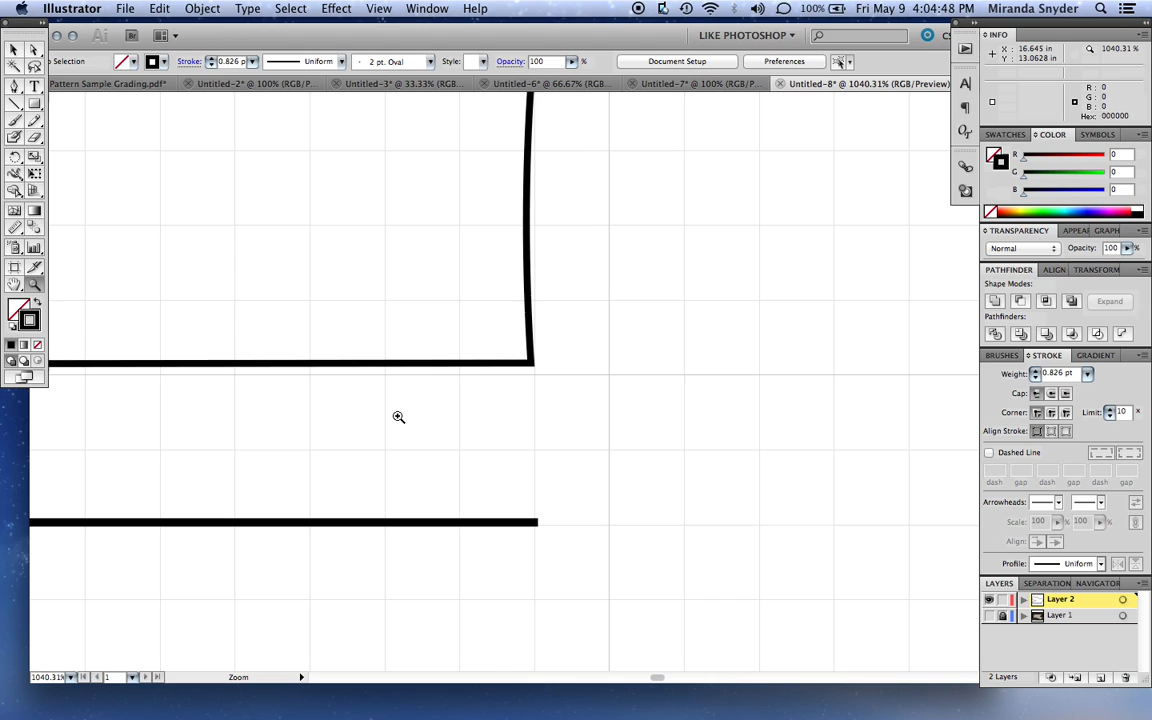 Illustrator File Edit Object Type Select Effect View Window Help 100% Fri May 9 4:04:48 PM Miranda Snyder
Ai Br LIKE PHOTOSHOP CS
INFO
Selection Stroke: 0.826 p Uniform 2 pt. Oval Style: Opacity: 100 % Document Setup Preferences
X : 16.645 in
Y : 13.0628 in
1040.31 %
Pattern Sample Grading.pdf* Untitled-2* @ 100% (RGB/P... Untitled-3* @ 33.33% (RGB... Untitled-6* @ 66.67% (RGB... Untitled-7* @ 100% (RGB/P... Untitled-8* @ 1040.31% (RGB/Preview)
R : 0
G : 0
B : 0
Hex: 000000
SWATCHES COLOR SYMBOLS
R 0
G 0
B 0
TRANSPARENCY APPEA GRAPH
Normal Opacity: 100 %
PATHFINDER ALIGN TRANSFORM
Shape Modes:
Expand
Pathfinders:
BRUSHES STROKE GRADIENT
Weight: 0.826 pt
Cap:
Corner: Limit: 10 x
Align Stroke:
Dashed Line
dash gap dash gap dash gap
Arrowheads:
Scale: 100 % 100 %
Align:
Profile: Uniform
LAYERS SEPARATION NAVIGATOR
Layer 2
Layer 1
2 Layers
1040.31% 1 Zoom